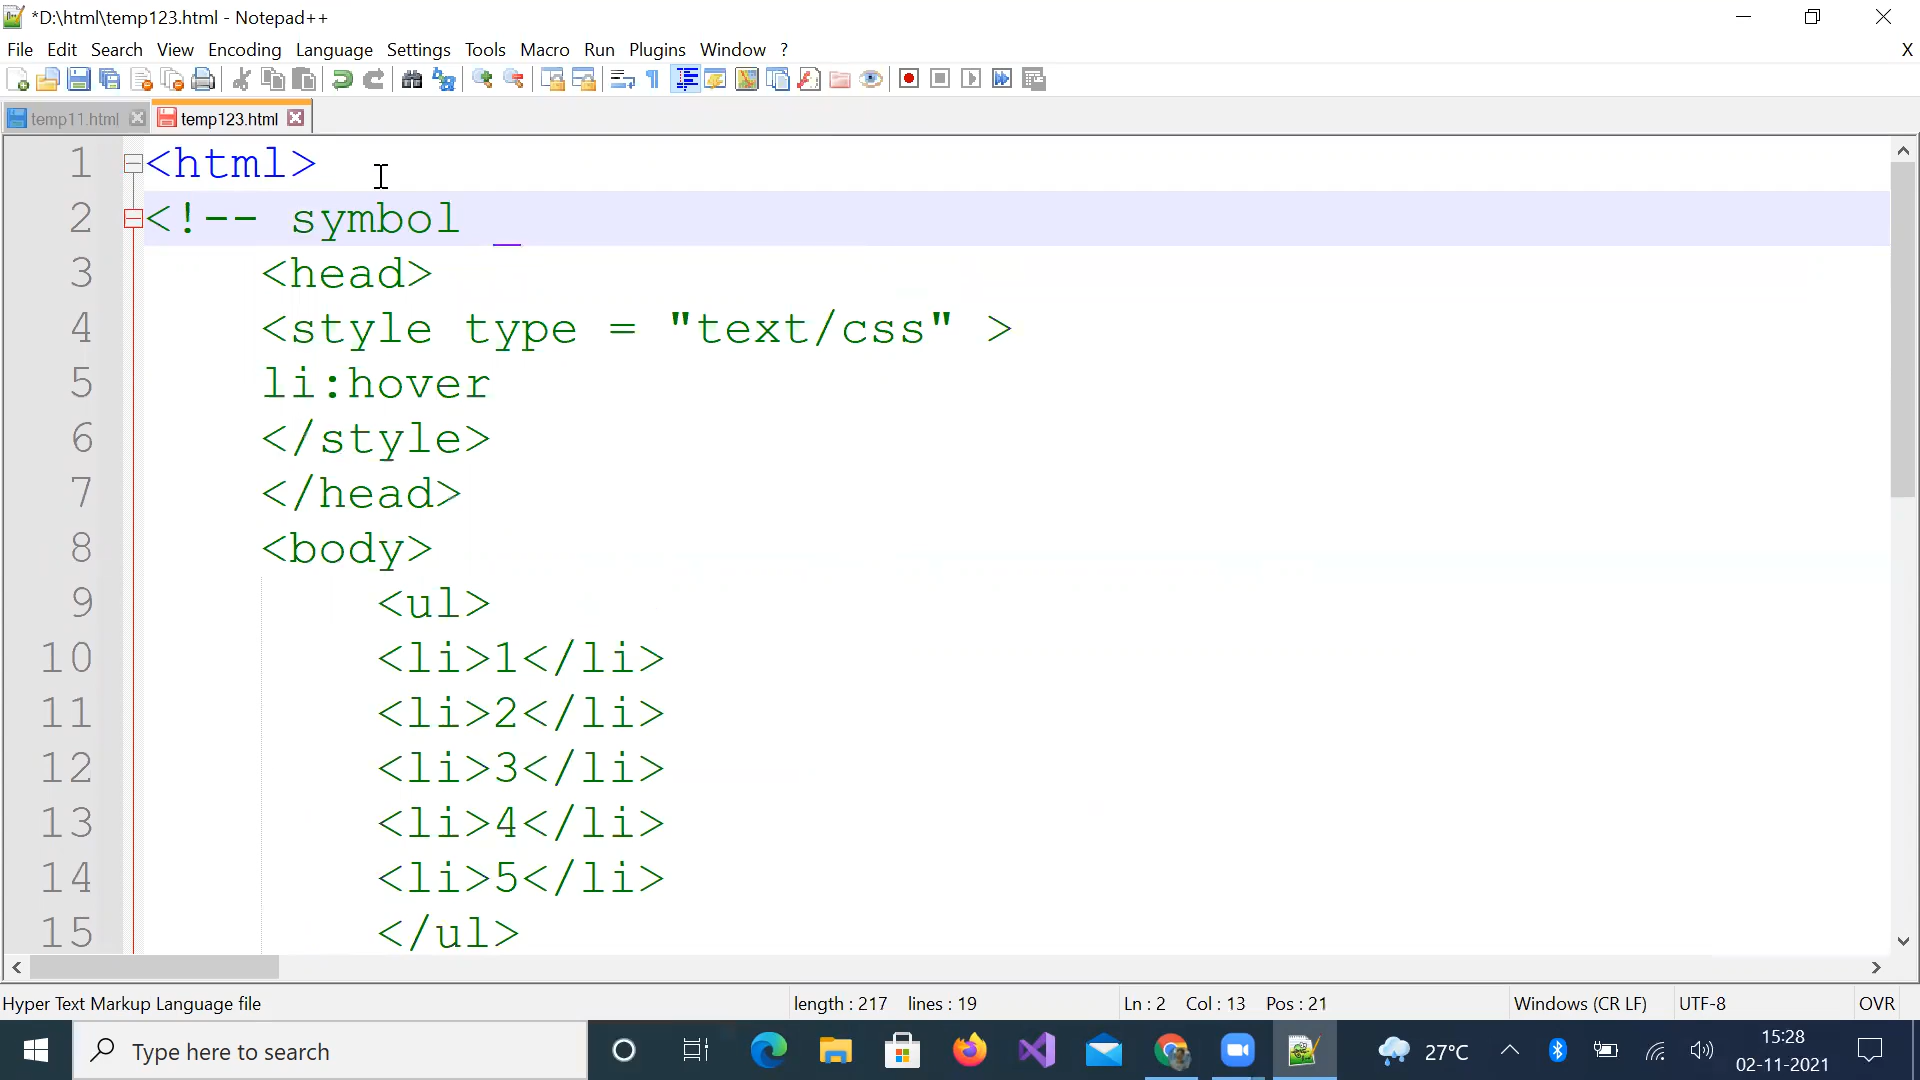 *D:\html\temp123.html - Notepad++
File Edit Search View Encoding Language Settings Tools Macro Run Plugins Window ? X
temp11.html temp123.html
1 <html>
2 <!-- symbol
3 <head>
4 <style type = "text/css" >
5 li:hover
6 </style>
7 </head>
8 <body>
9 <ul>
10 <li>1</li>
11 <li>2</li>
12 <li>3</li>
13 <li>4</li>
14 <li>5</li>
15 </ul>
Hyper Text Markup Language file length : 217 lines : 19 Ln : 2 Col : 13 Pos : 21 Windows (CR LF) UTF-8 OVR
Type here to search 27°C 15:28
02-11-2021